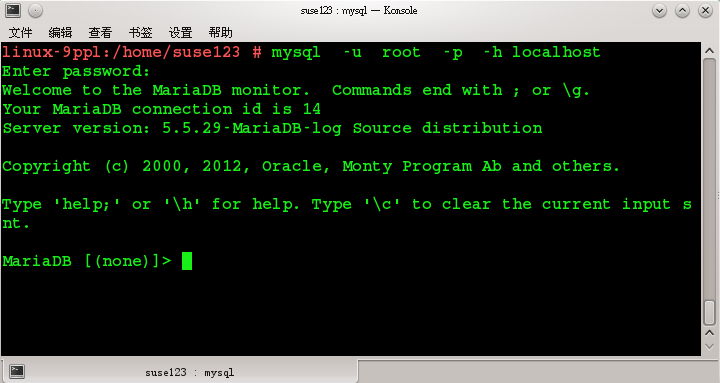 suse123 : mysql — Konsole
文件 编辑 查看 书签 设置 帮助
linux-9ppl:/home/suse123 # mysql  -u  root  -p  -h localhost
Enter password:
Welcome to the MariaDB monitor.  Commands end with ; or \g.
Your MariaDB connection id is 14
Server version: 5.5.29-MariaDB-log Source distribution
Copyright (c) 2000, 2012, Oracle, Monty Program Ab and others.
Type 'help;' or '\h' for help. Type '\c' to clear the current input s
nt.
MariaDB [(none)]>
suse123 : mysql